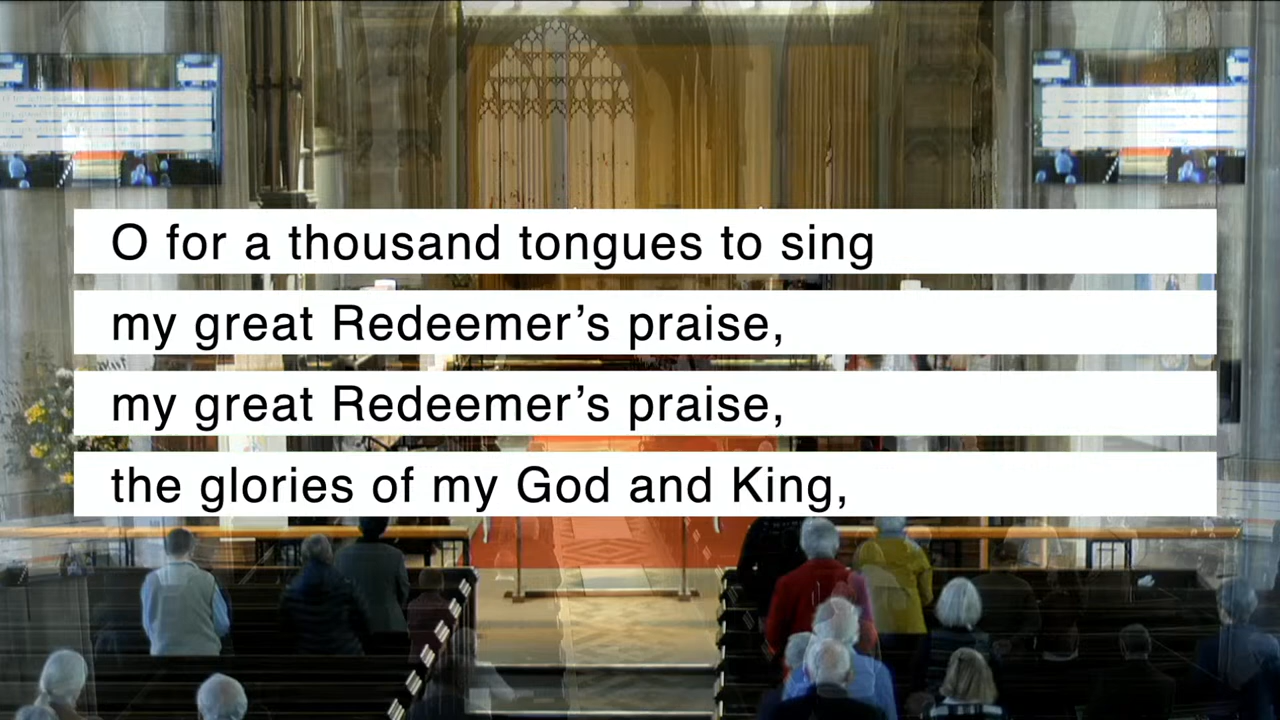 O for a thousand tongues to sing
my great Redeemer’s praise,
my great Redeemer’s praise,
the glories of my God and King,